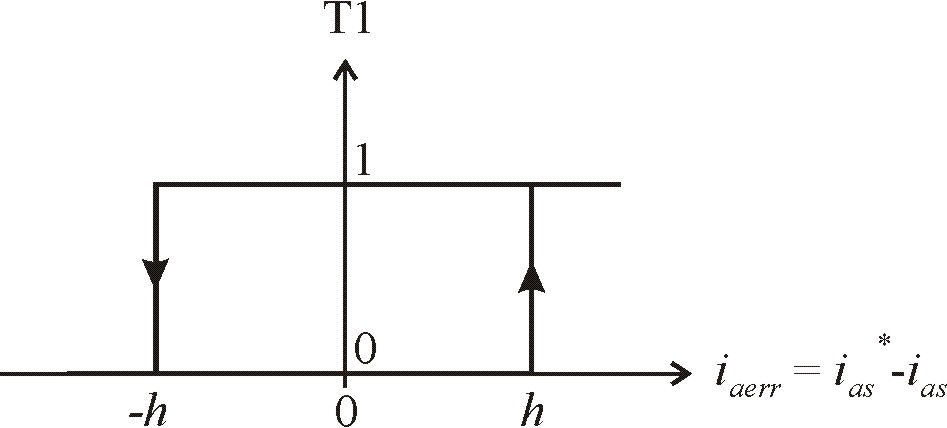 T1
1
0
-h
0
h
i_aerr = i_as*-i_as